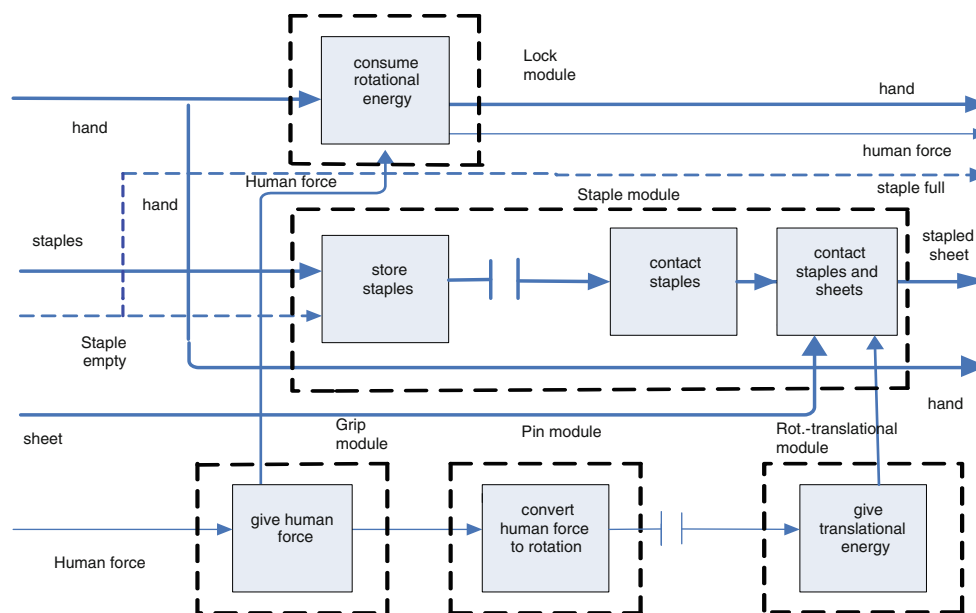 consume
rotational
energy
Lock
module
hand
hand
human force
Human force
staple full
hand
Staple module
staples
store
staples
contact
staples
contact
staples and
sheets
stapled
sheet
Staple
empty
hand
sheet
Grip
module
Pin module
Rot.-translational
module
give human
force
convert
human force
to rotation
give
translational
energy
Human force